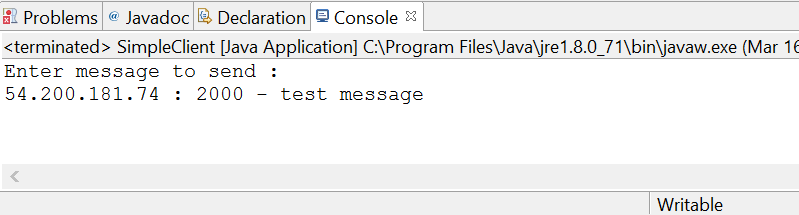 Problems @ Javadoc Declaration Console
<terminated> SimpleClient [Java Application] C:\Program Files\Java\jre1.8.0_71\bin\javaw.exe (Mar 16
Enter message to send :
54.200.181.74 : 2000 - test message
Writable